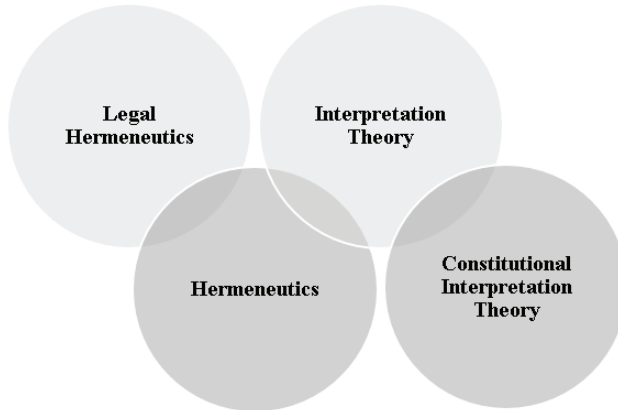 Legal
Hermeneutics
Interpretation
Theory
Hermeneutics
Constitutional
Interpretation
Theory